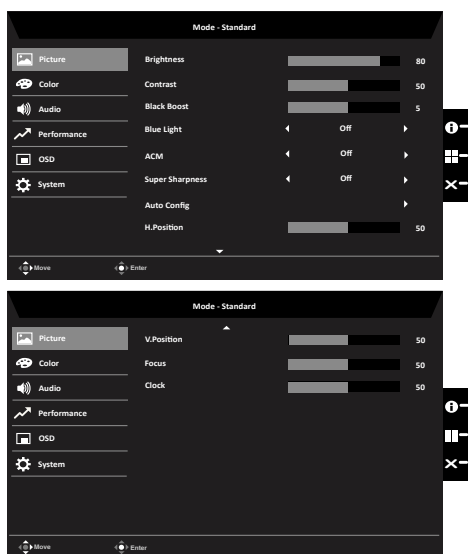 Mode - Standard
Picture Brightness 80
Color Contrast 50
Audio Black Boost 5
Performance Blue Light Off
OSD ACM Off
System Super Sharpness Off
Auto Config
H.Position 50
Move Enter
Mode - Standard
Picture V.Position 50
Color Focus 50
Audio Clock 50
Performance
OSD
System
Move Enter